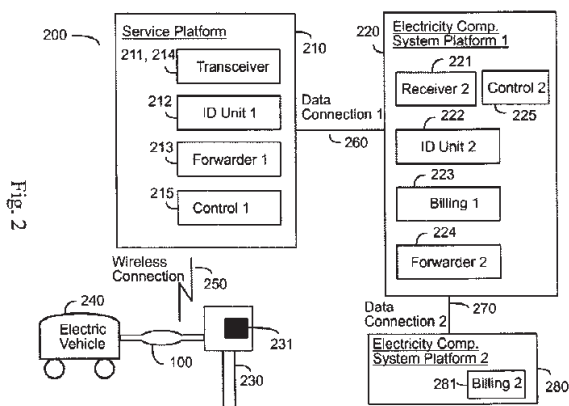 200
Service Platform
210
211, 214
Transceiver
212
ID Unit 1
213
Forwarder 1
215
Control 1
Data
Connection 1
260
220
Electricity Comp.
System Platform 1
221
Receiver 2
Control 2
225
222
ID Unit 2
223
Billing 1
224
Forwarder 2
Fig. 2
Wireless
Connection
250
240
Electric
Vehicle
100
231
230
Data
Connection 2
270
Electricity Comp.
System Platform 2
281
Billing 2
280